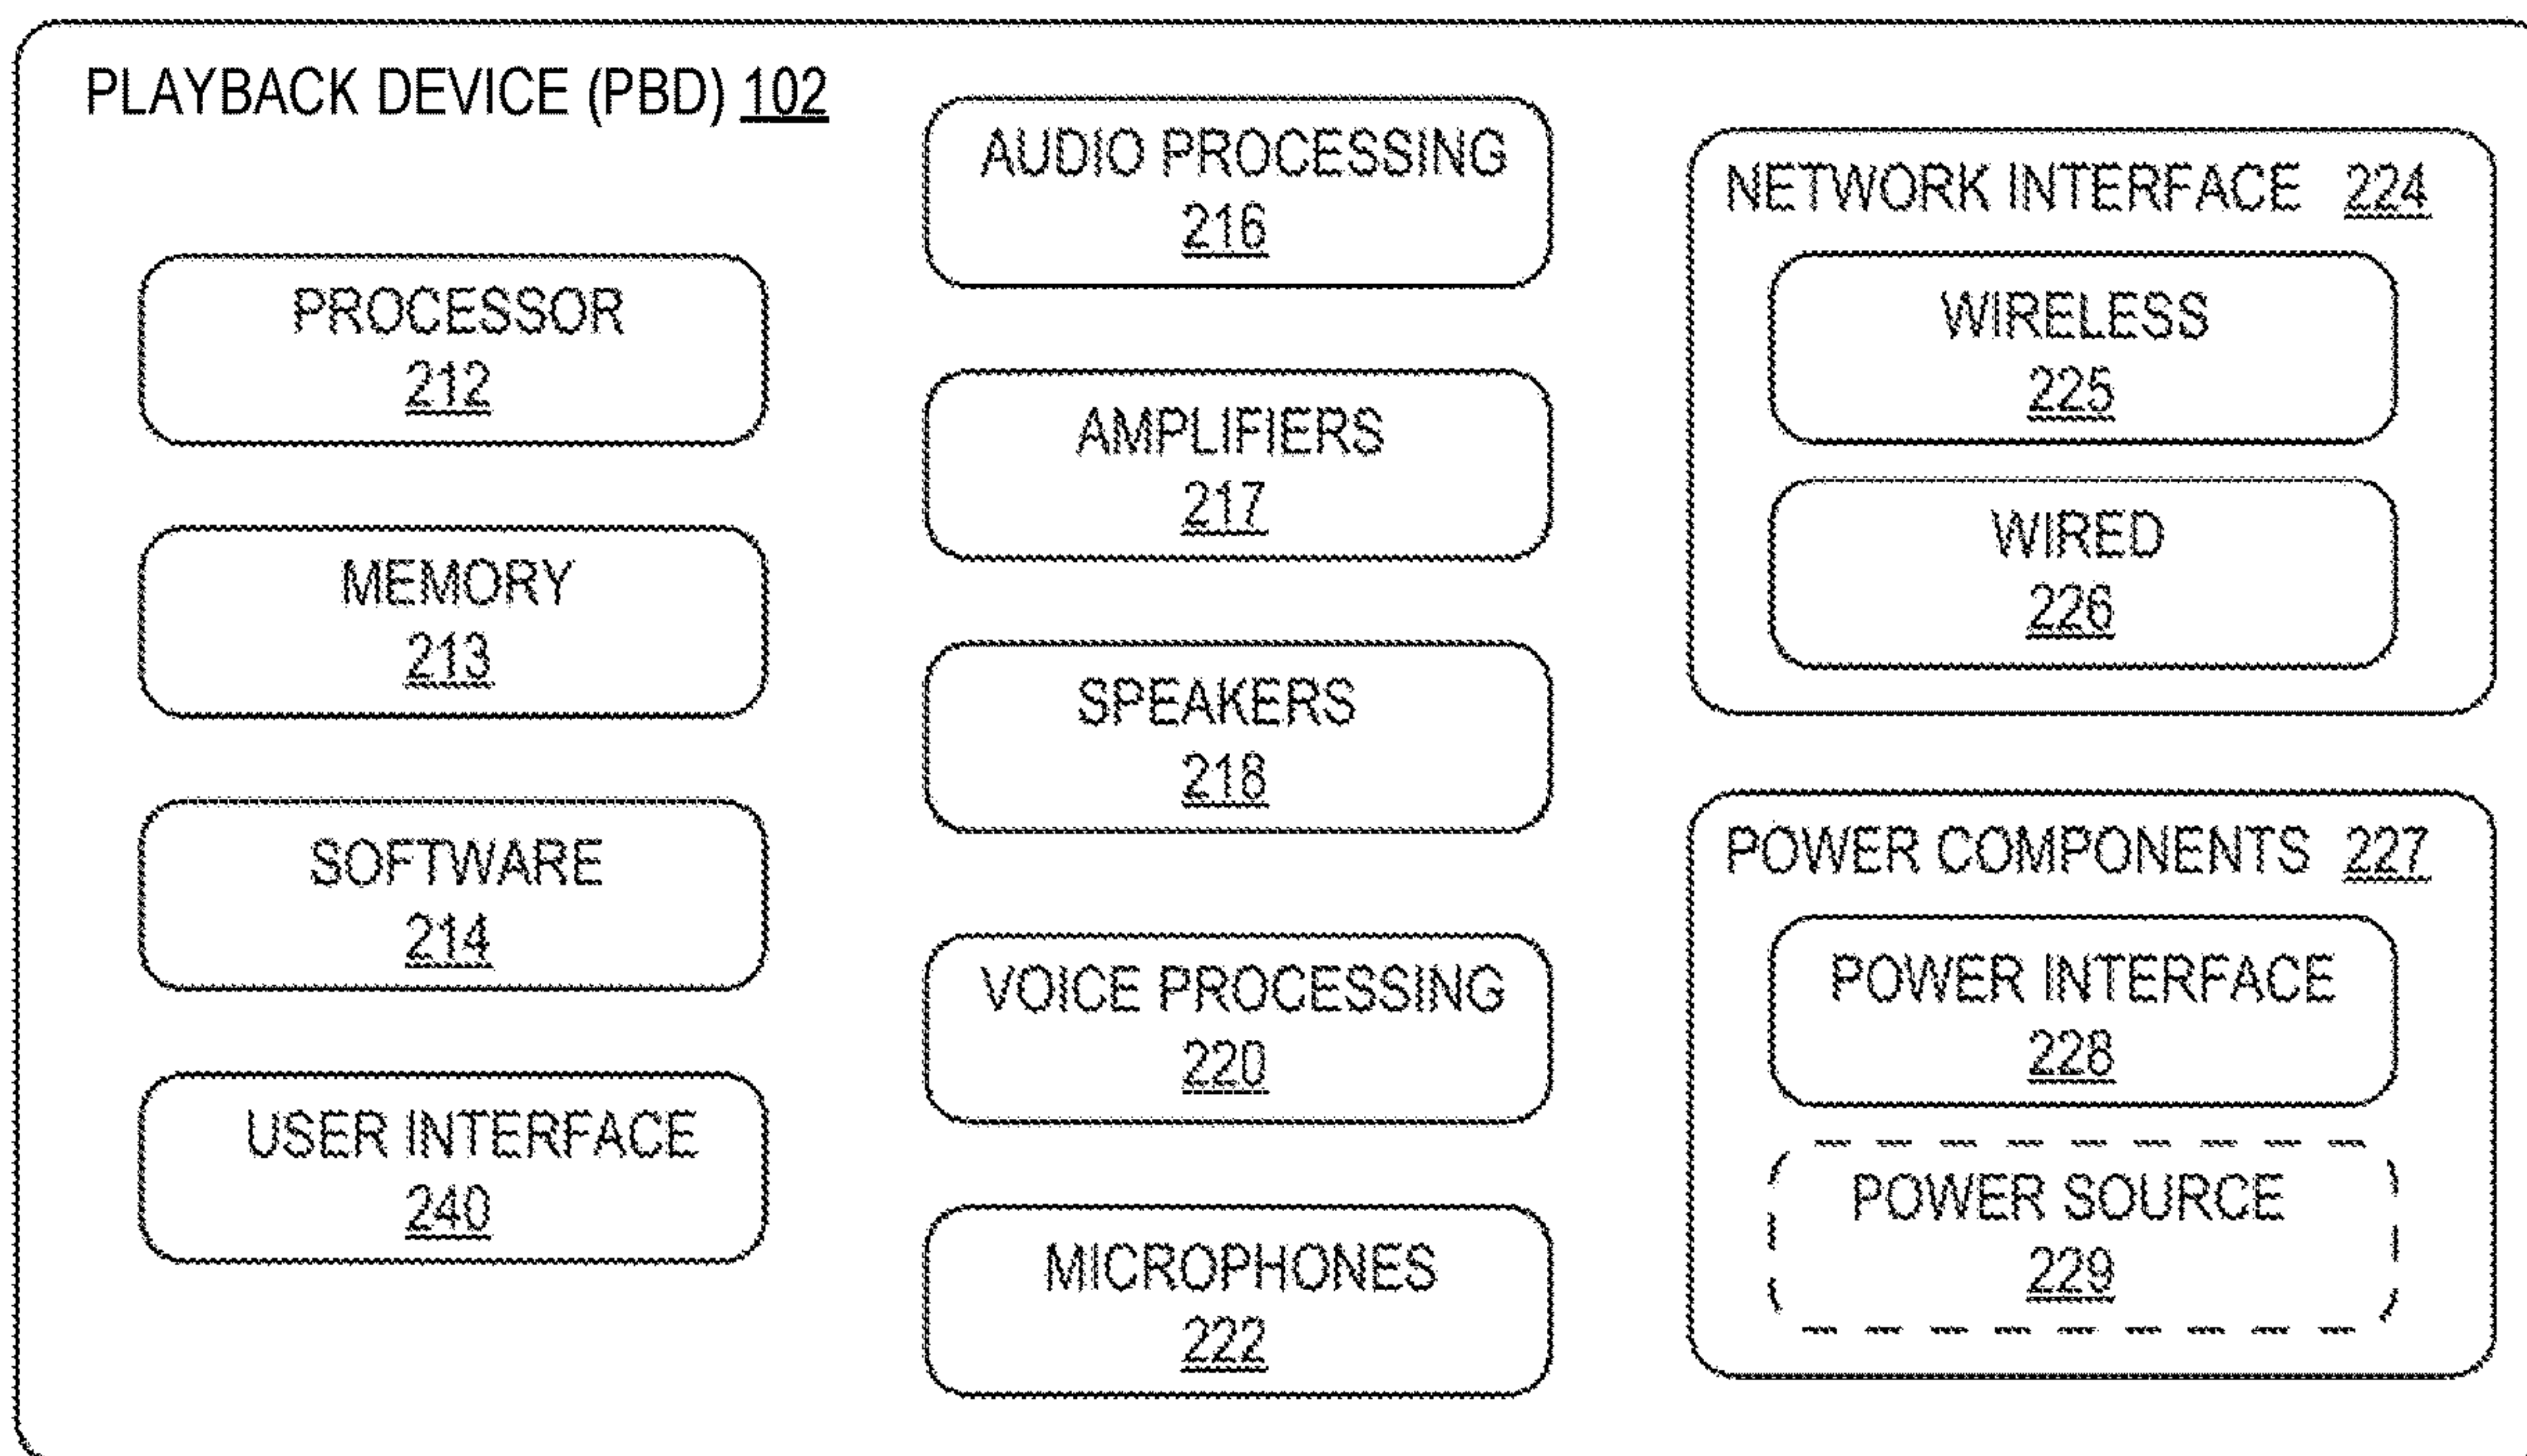 PLAYBACK DEVICE (PBD) 102
PROCESSOR
212
MEMORY
213
SOFTWARE
214
USER INTERFACE
240
AUDIO PROCESSING
216
AMPLIFIERS
217
SPEAKERS
218
VOICE PROCESSING
220
MICROPHONES
222
NETWORK INTERFACE 224
WIRELESS
225
WIRED
226
POWER COMPONENTS 227
POWER INTERFACE
228
POWER SOURCE
229